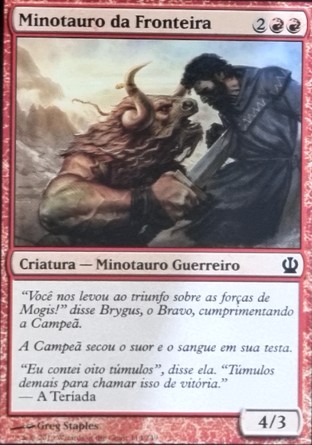 Minotauro da Fronteira 2
Criatura — Minotauro Guerreiro
“Você nos levou ao triunfo sobre as forças de
Mogis!” disse Brygus, o Bravo, cumprimentando
a Campeã.
A Campeã secou o suor e o sangue em sua testa.
“Eu contei oito túmulos”, disse ela. “Túmulos
demais para chamar isso de vitória.”
— A Teríada
Greg Staples
4/3